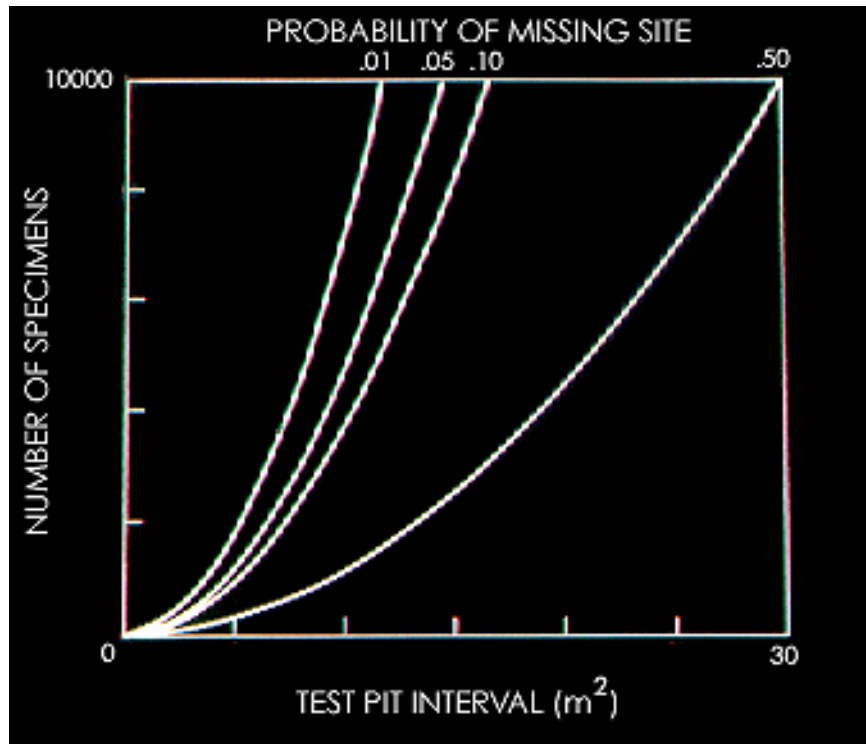 PROBABILITY OF MISSING SITE
.01 .05 .10 .50
10000
NUMBER OF SPECIMENS
0 30
TEST PIT INTERVAL (m²)